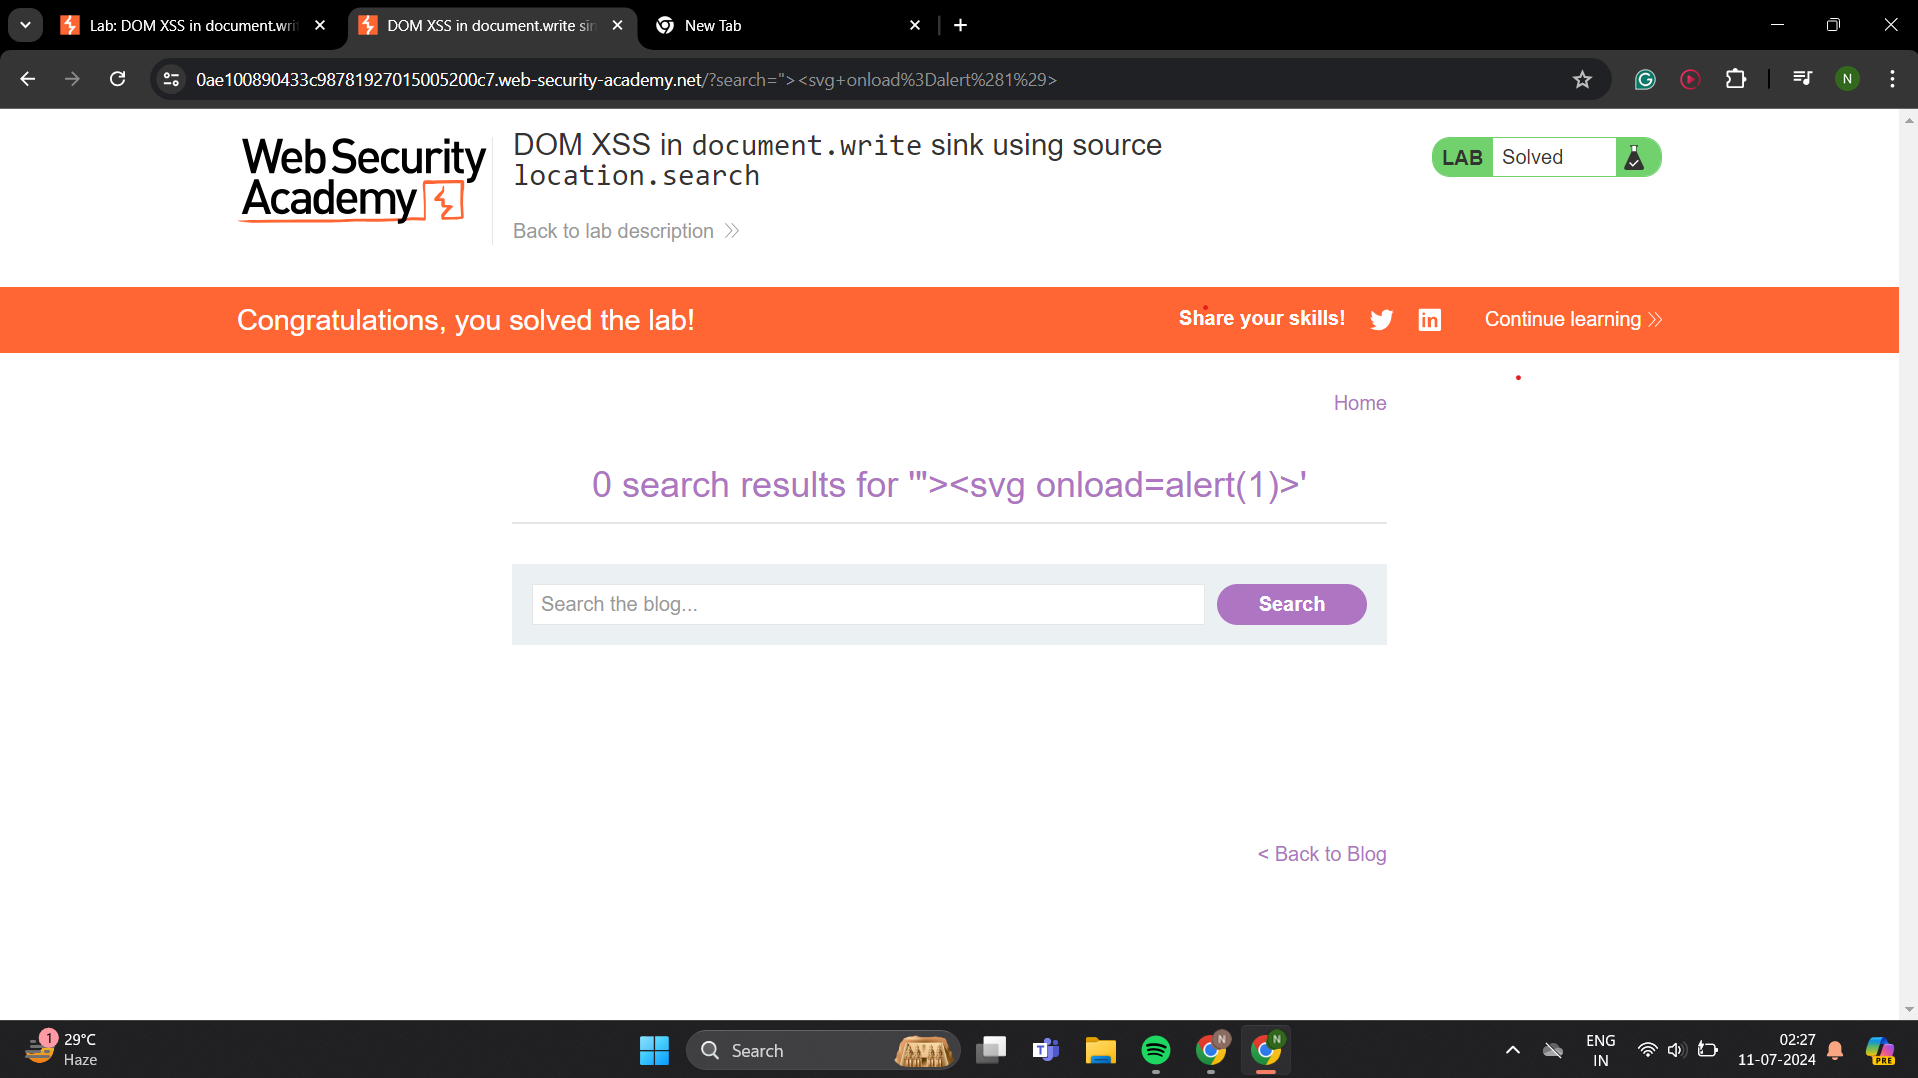 Lab: DOM XSS in document.wri
DOM XSS in document.write sin
New Tab
0ae100890433c98781927015005200c7.web-security-academy.net/?search="><svg+onload%3Dalert%281%29>
N
Web Security
Academy
DOM XSS in document.write sink using source
location.search
Back to lab description
LAB Solved
Congratulations, you solved the lab!
Share your skills!
in
Continue learning
Home
0 search results for '"><svg onload=alert(1)>'
Search the blog...
Search
< Back to Blog
1
29°C
Haze
Search
N
N
ENG
IN
02:27
11-07-2024
PRE